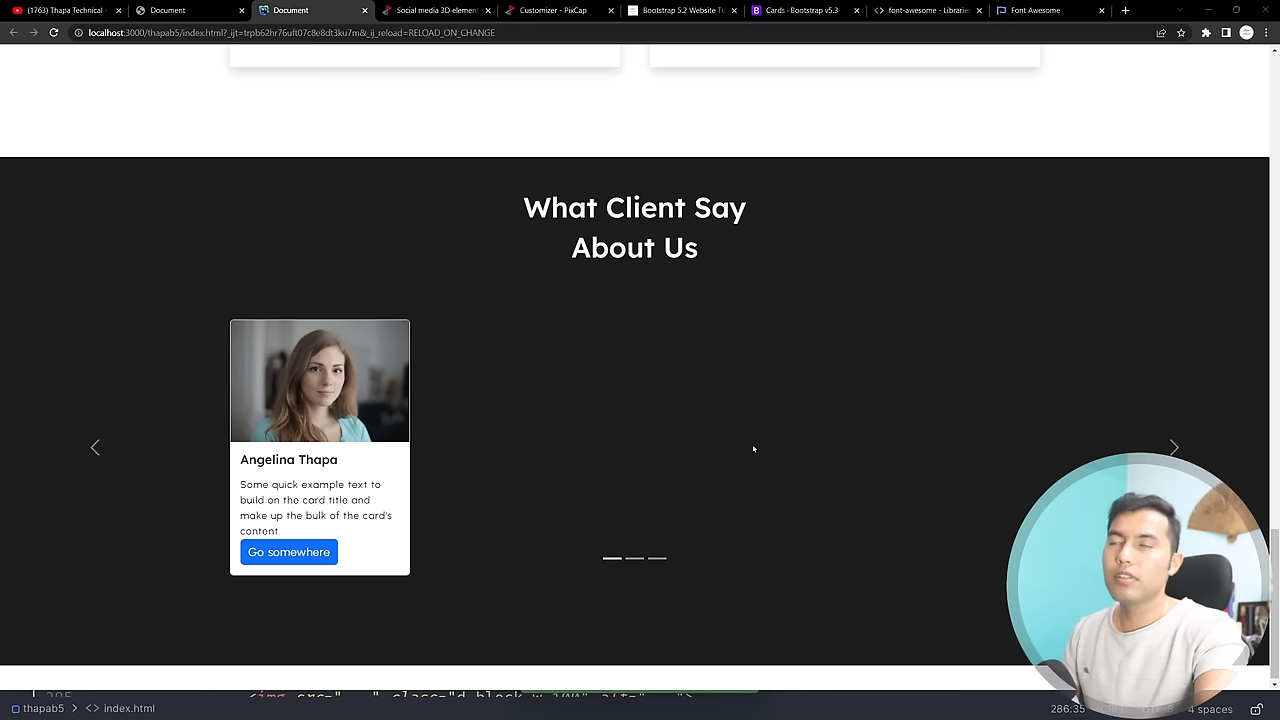 (1763) Thapa Technical -
Document
Document
Social media 3D element
Customizer - PixCap
Bootstrap 5.2 Website Tu
Cards · Bootstrap v5.3
font-awesome - Libraries
Font Awesome
localhost:3000/thapab5/index.html?_ijt=trpb62hr76uft07c8e8dt3ku7m&_ij_reload=RELOAD_ON_CHANGE
What Client Say
About Us
Angelina Thapa
Some quick example text to
build on the card title and
make up the bulk of the card's
content.
Go somewhere
thapab5 > <> index.html
286:35
4 spaces